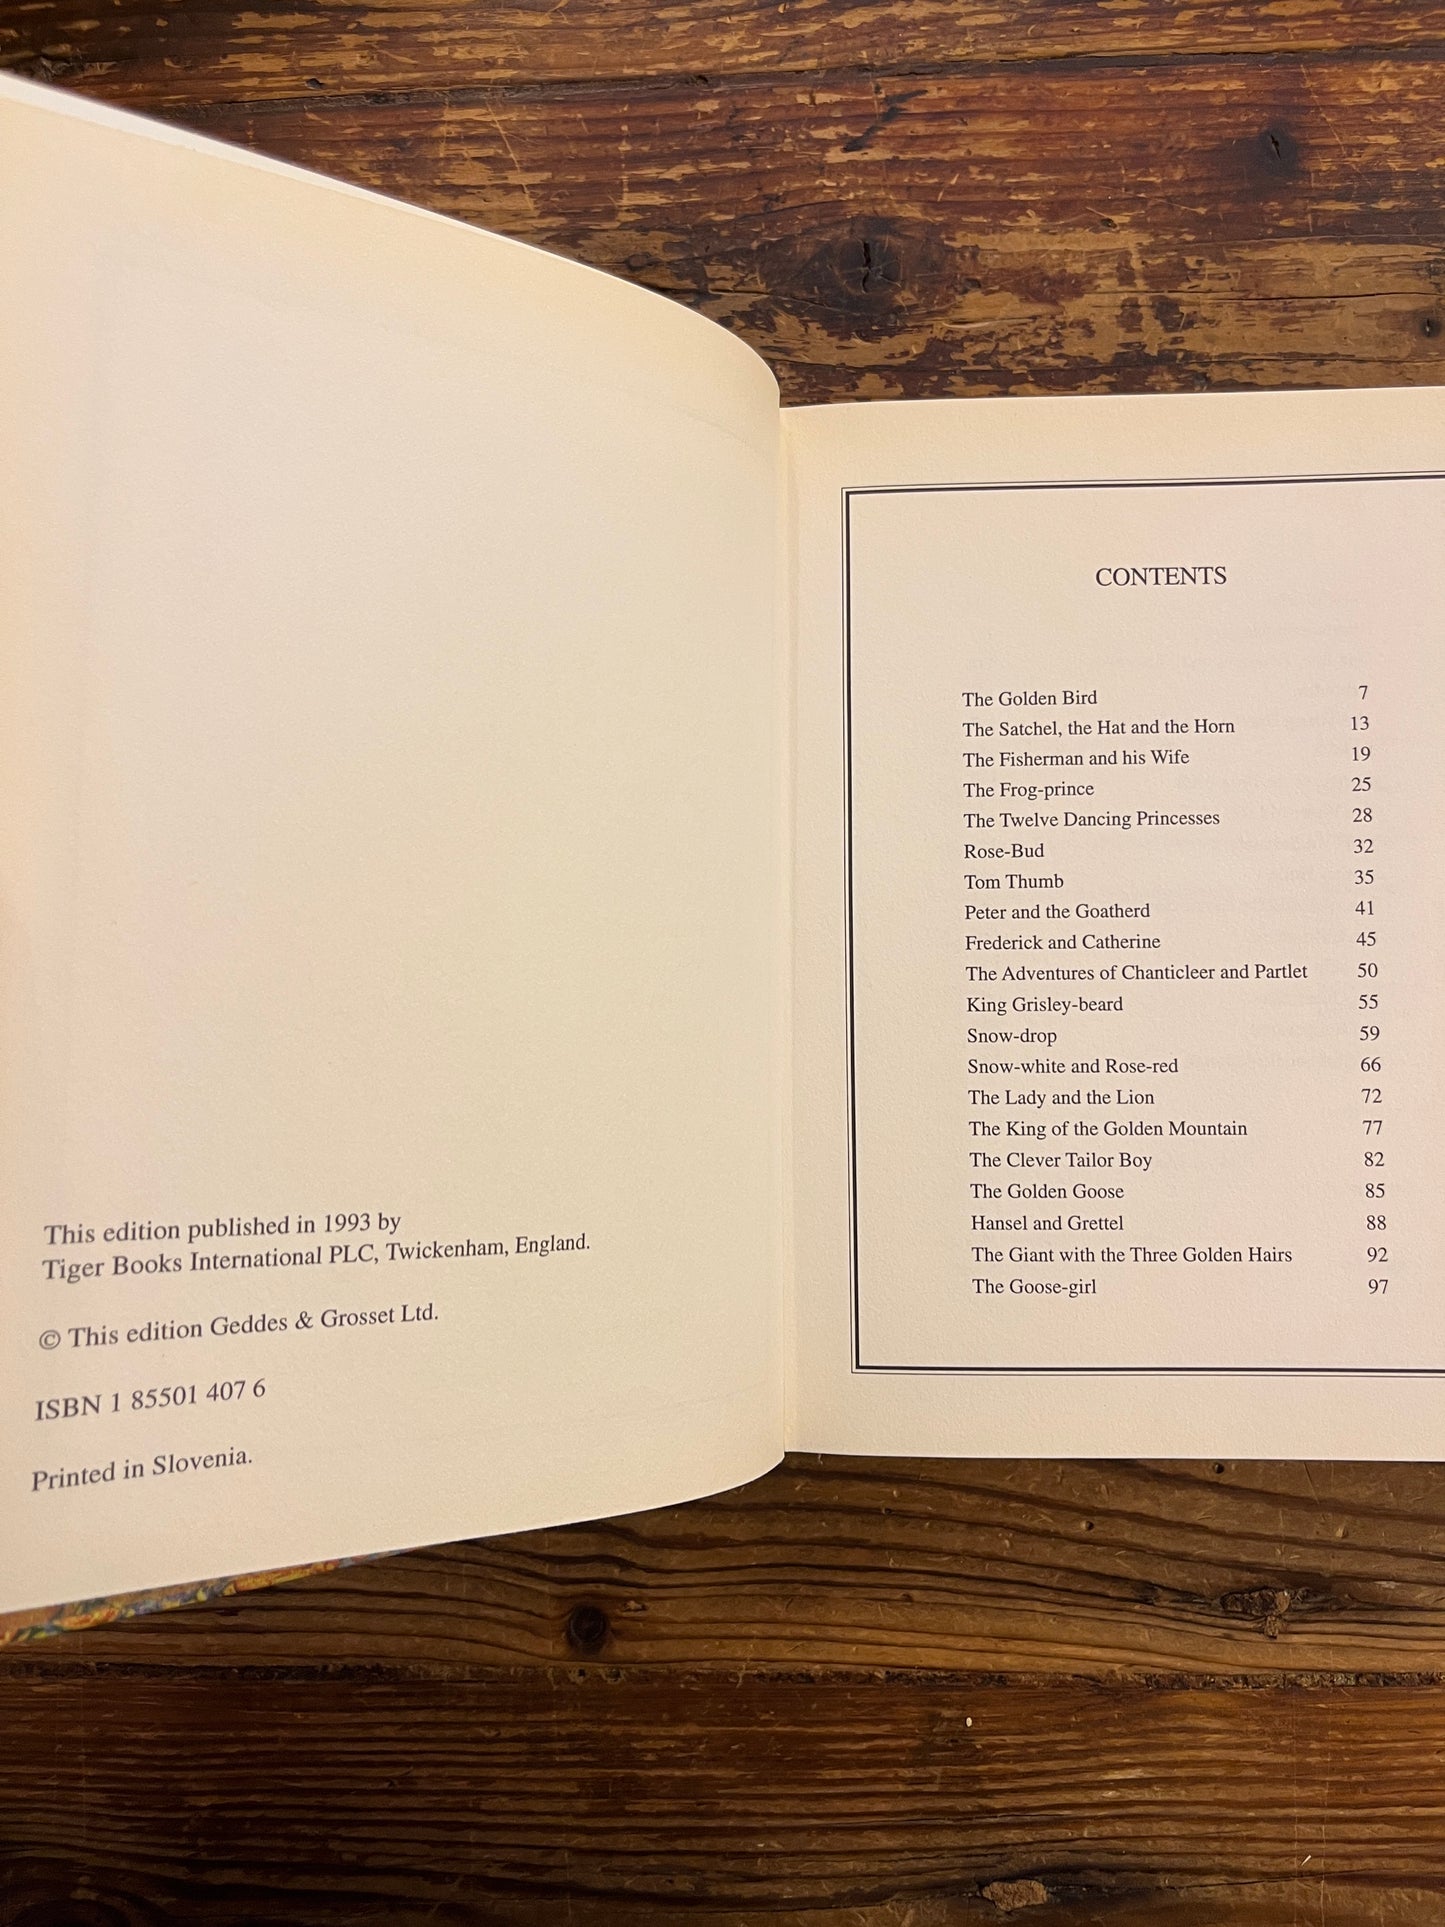 This edition published in 1993 by
Tiger Books International PLC, Twickenham, England.
© This edition Geddes & Grosset Ltd.
ISBN 1 85501 407 6
Printed in Slovenia.
CONTENTS
The Golden Bird 7
The Satchel, the Hat and the Horn 13
The Fisherman and his Wife 19
The Frog-prince 25
The Twelve Dancing Princesses 28
Rose-Bud 32
Tom Thumb 35
Peter and the Goatherd 41
Frederick and Catherine 45
The Adventures of Chanticleer and Partlet 50
King Grisley-beard 55
Snow-drop 59
Snow-white and Rose-red 66
The Lady and the Lion 72
The King of the Golden Mountain 77
The Clever Tailor Boy 82
The Golden Goose 85
Hansel and Grettel 88
The Giant with the Three Golden Hairs 92
The Goose-girl 97